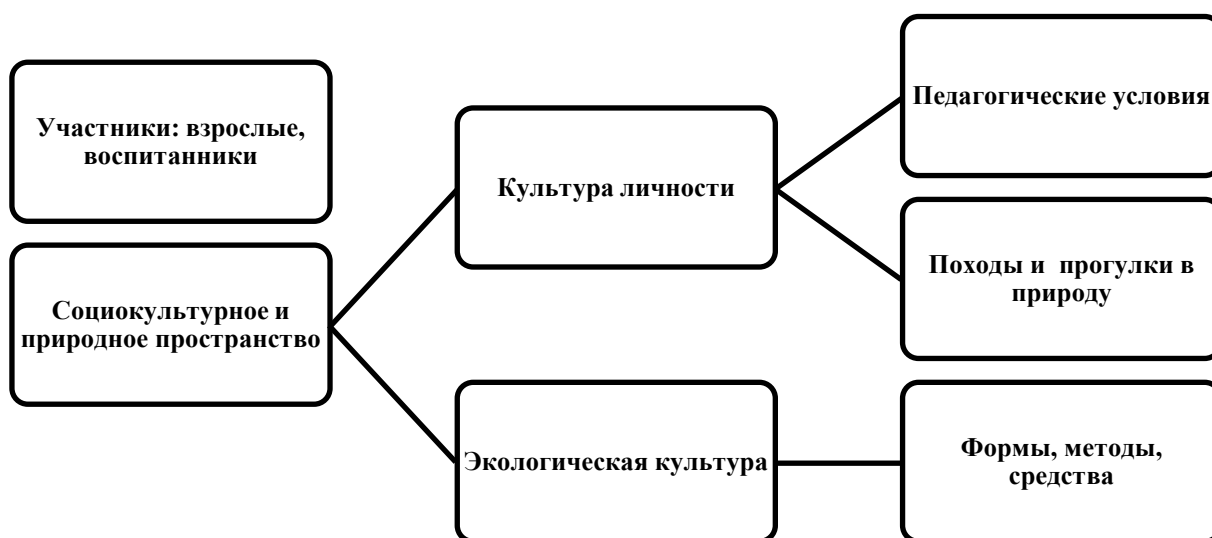 Участники: взрослые,
воспитанники
Социокультурное и
природное пространство
Культура личности
Экологическая культура
Педагогические условия
Походы и прогулки в
природу
Формы, методы,
средства